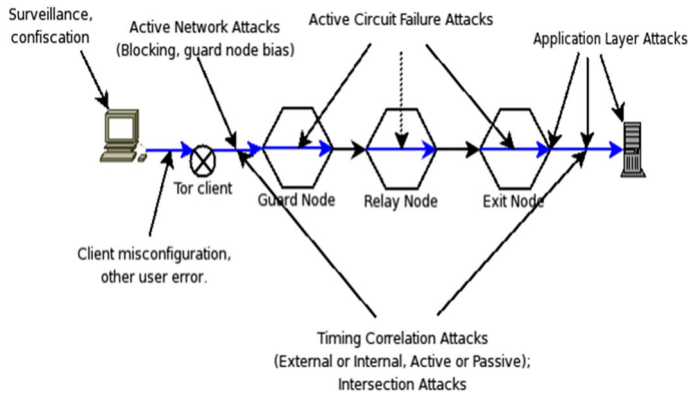 Surveillance,
confiscation
Active Network Attacks
(Blocking, guard node bias)
Active Circuit Failure Attacks
Application Layer Attacks
Tor client
Guard Node
Relay Node
Exit Node
Client misconfiguration,
other user error.
Timing Correlation Attacks
(External or Internal, Active or Passive);
Intersection Attacks